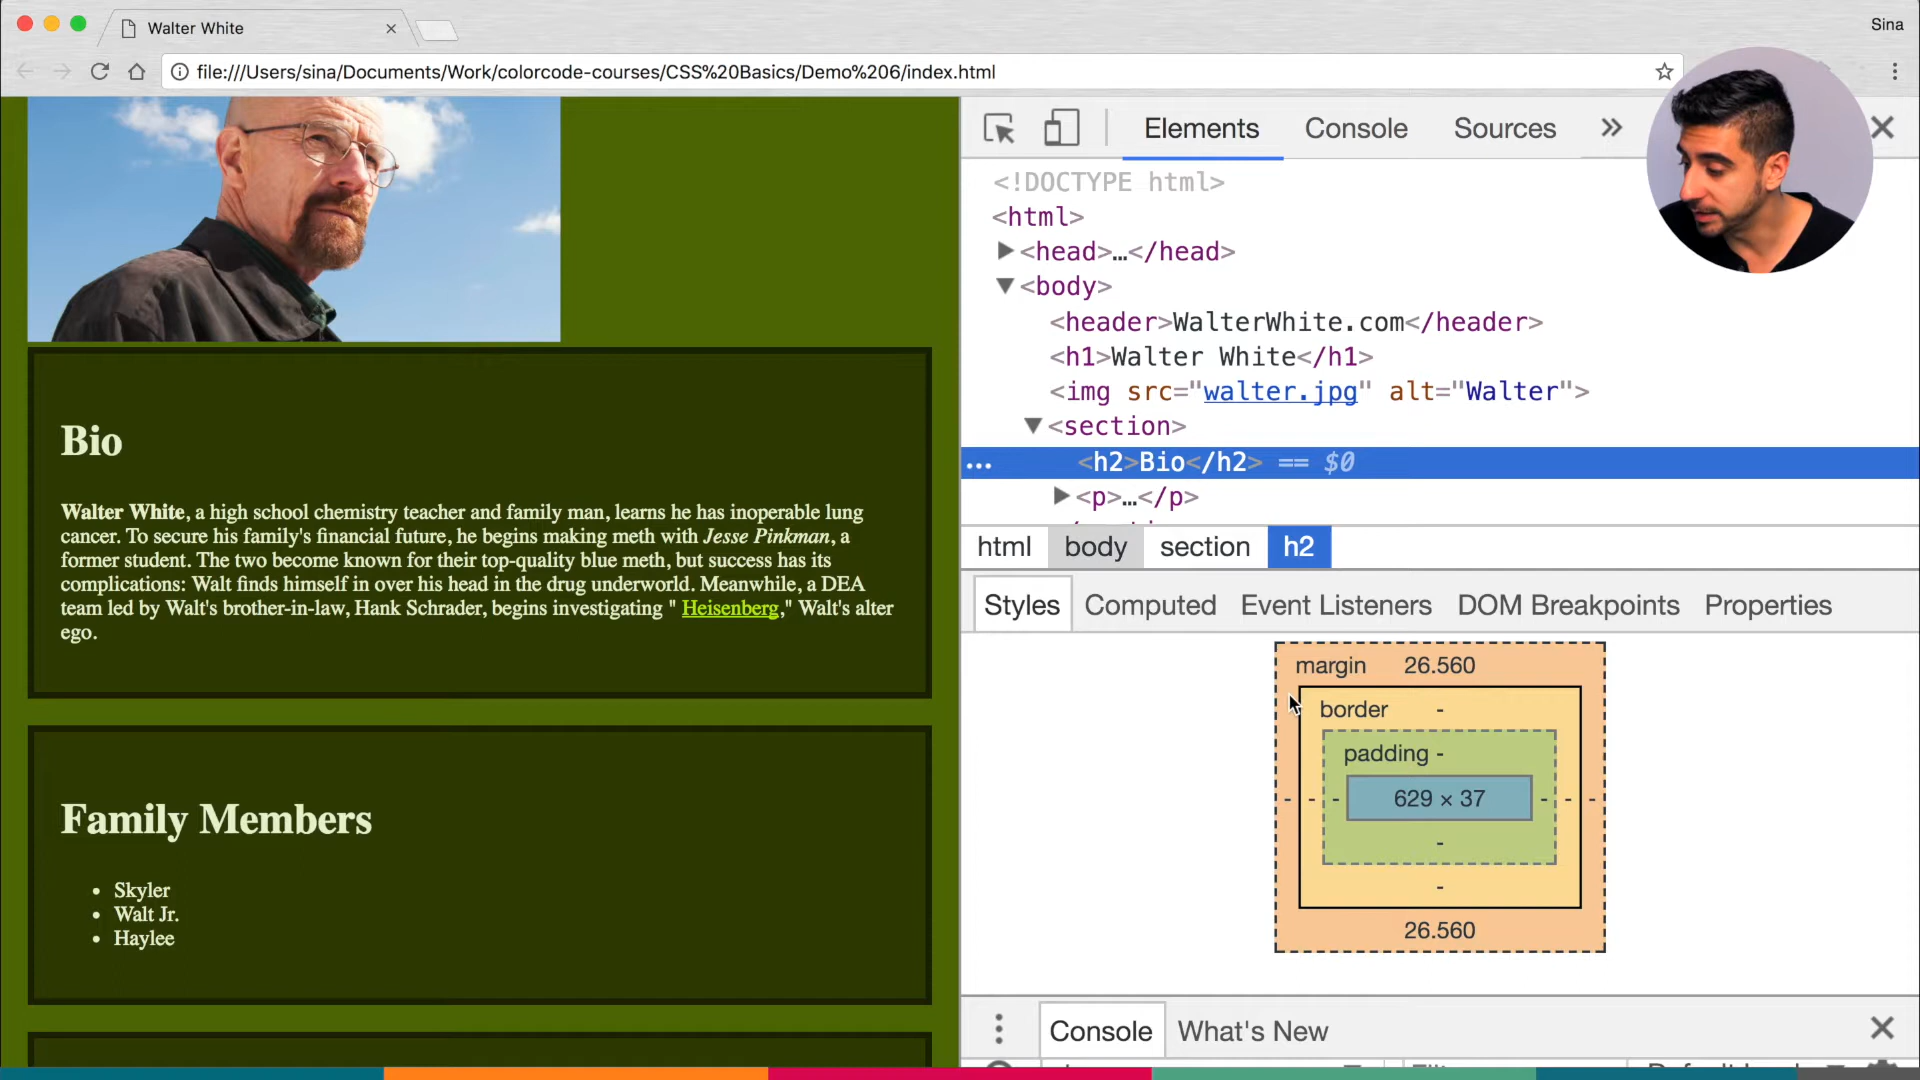 Walter White
Sina
file:///Users/sina/Documents/Work/colorcode-courses/CSS%20Basics/Demo%206/index.html
Bio
Walter White, a high school chemistry teacher and family man, learns he has inoperable lung
cancer. To secure his family's financial future, he begins making meth with Jesse Pinkman, a
former student. The two become known for their top-quality blue meth, but success has its
complications: Walt finds himself in over his head in the drug underworld. Meanwhile, a DEA
team led by Walt's brother-in-law, Hank Schrader, begins investigating " Heisenberg," Walt's alter
ego.
Family Members
• Skyler
• Walt Jr.
• Haylee
Elements Console Sources »
<!DOCTYPE html>
<html>
▶<head>…</head>
▼<body>
<header>WalterWhite.com</header>
<h1>Walter White</h1>
<img src="walter.jpg" alt="Walter">
▼<section>
… <h2>Bio</h2> == $0
▶<p>…</p>
html body section h2
Styles Computed Event Listeners DOM Breakpoints Properties
margin 26.560
border -
padding -
- - - 629 × 37 - - -
-
-
26.560
Console What's New